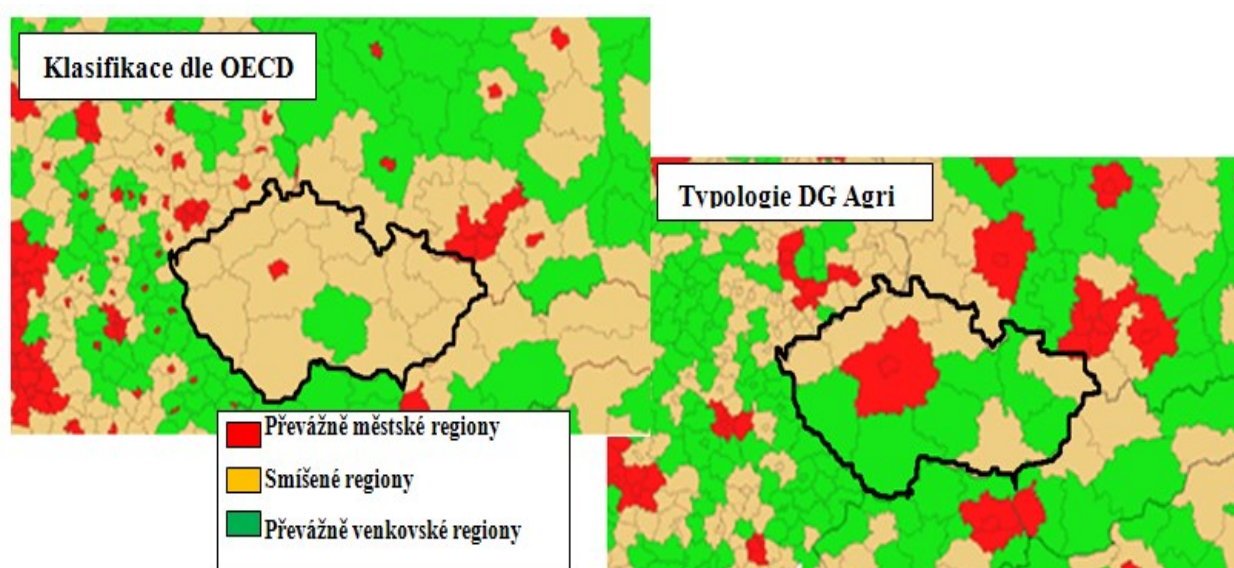 Klasifikace dle OECD
Typologie DG Agri
Převážně městské regiony
Smíšené regiony
Převážně venkovské regiony